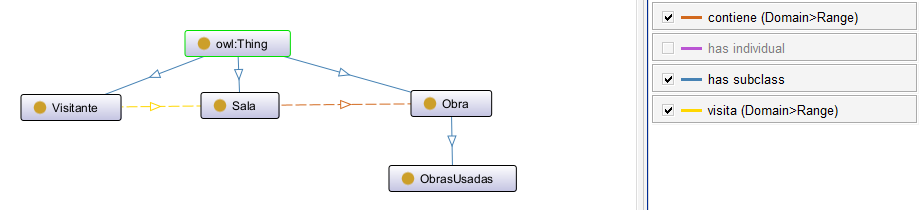 owl:Thing
Visitante
Sala
Obra
ObrasUsadas
contiene (Domain>Range)
has individual
has subclass
visita (Domain>Range)